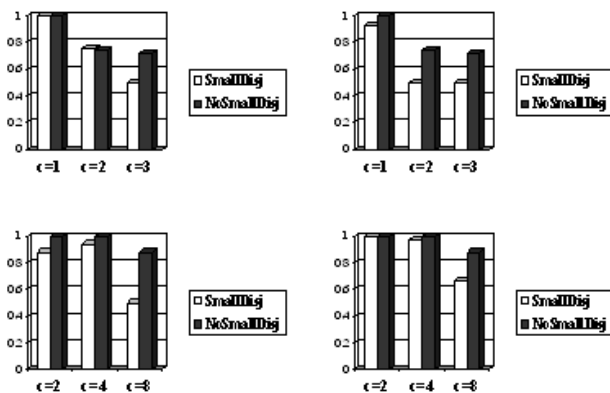 1
0.8
0.6
0.4
0.2
0
c=1 c=2 c=3
SmallDisj
NoSmallDisj
1
0.8
0.6
0.4
0.2
0
c=1 c=2 c=3
SmallDisj
NoSmallDisj
1
0.8
0.6
0.4
0.2
0
c=2 c=4 c=8
SmallDisj
NoSmallDisj
1
0.8
0.6
0.4
0.2
0
c=2 c=4 c=8
SmallDisj
NoSmallDisj